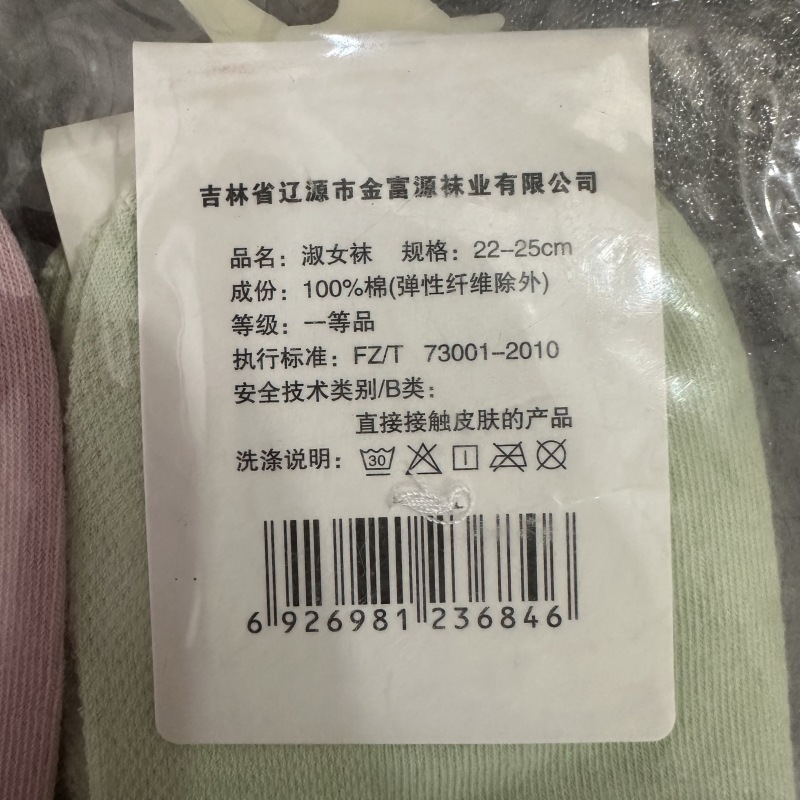 吉林省辽源市金富源袜业有限公司
品名：淑女袜 规格：22-25cm
成份：100%棉(弹性纤维除外)
等级：一等品
执行标准：FZ/T 73001-2010
安全技术类别/B类：
直接接触皮肤的产品
洗涤说明：30
6 926981 236846